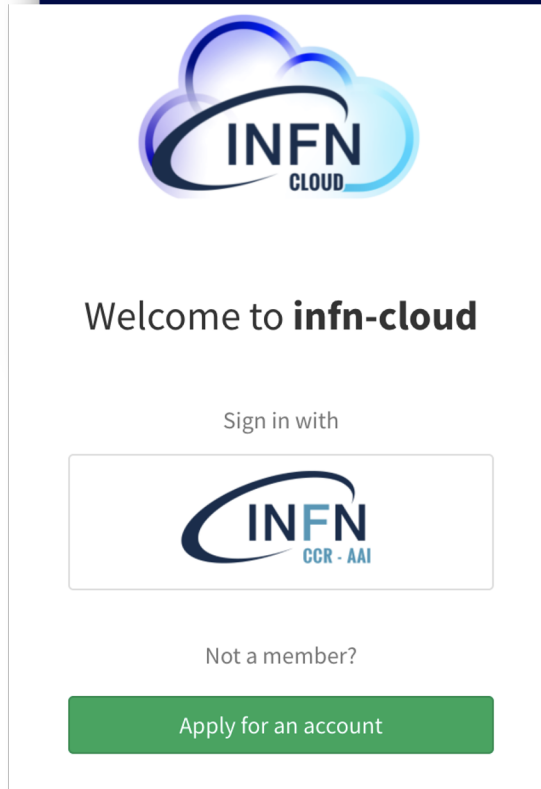 INFN
CLOUD
Welcome to infn-cloud
Sign in with
INFN
CCR - AAI
Not a member?
Apply for an account